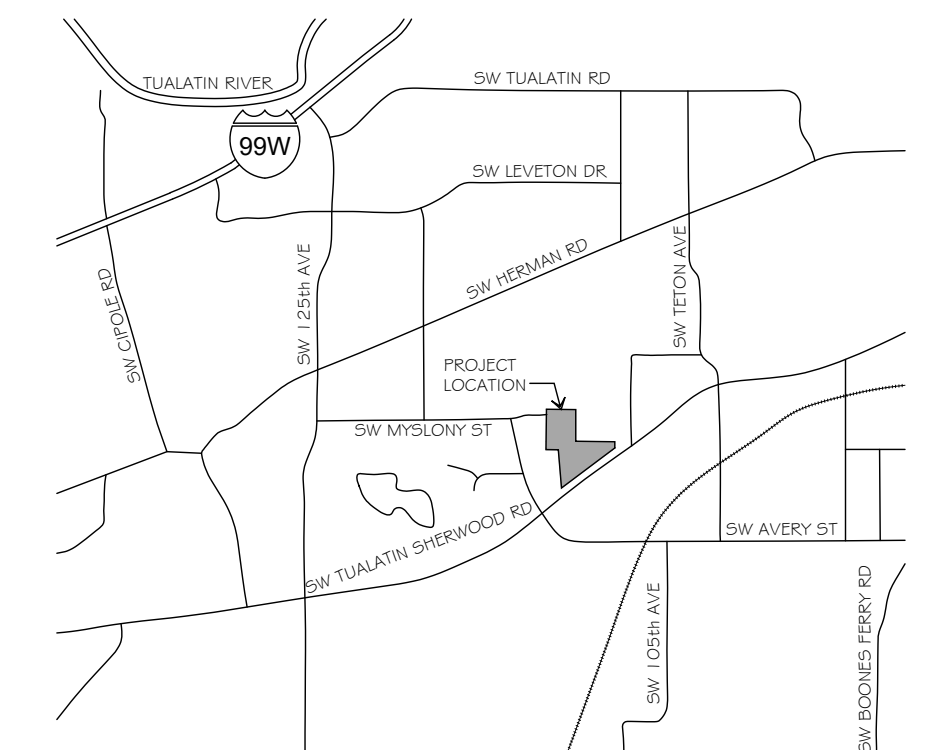 SW TUALATIN RD
TUALATIN RIVER
99W
SW LEVETON DR
SW HERMAN RD
SW TETON AVE
SW 125th AVE
SW CIPOLE RD
PROJECT
LOCATION
SW MYSLONY ST
SW TUALATIN SHERWOOD RD
SW AVERY ST
SW 105th AVE
SW BOONES FERRY RD